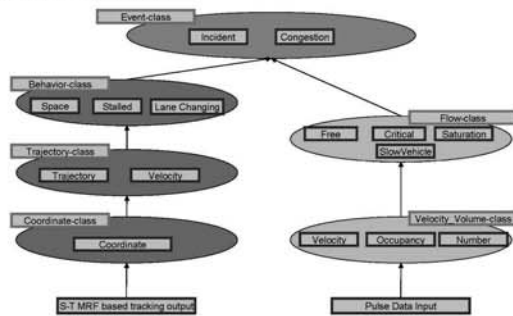 Event-class
Incident Congestion
Behavior-class
Space Stalled Lane Changing
Flow-class
Free Critical Saturation
SlowVehicle
Trajectory-class
Trajectory Velocity
Coordinate-class
Coordinate
Velocity_Volume-class
Velocity Occupancy Number
S-T MRF based tracking output
Pulse Data Input